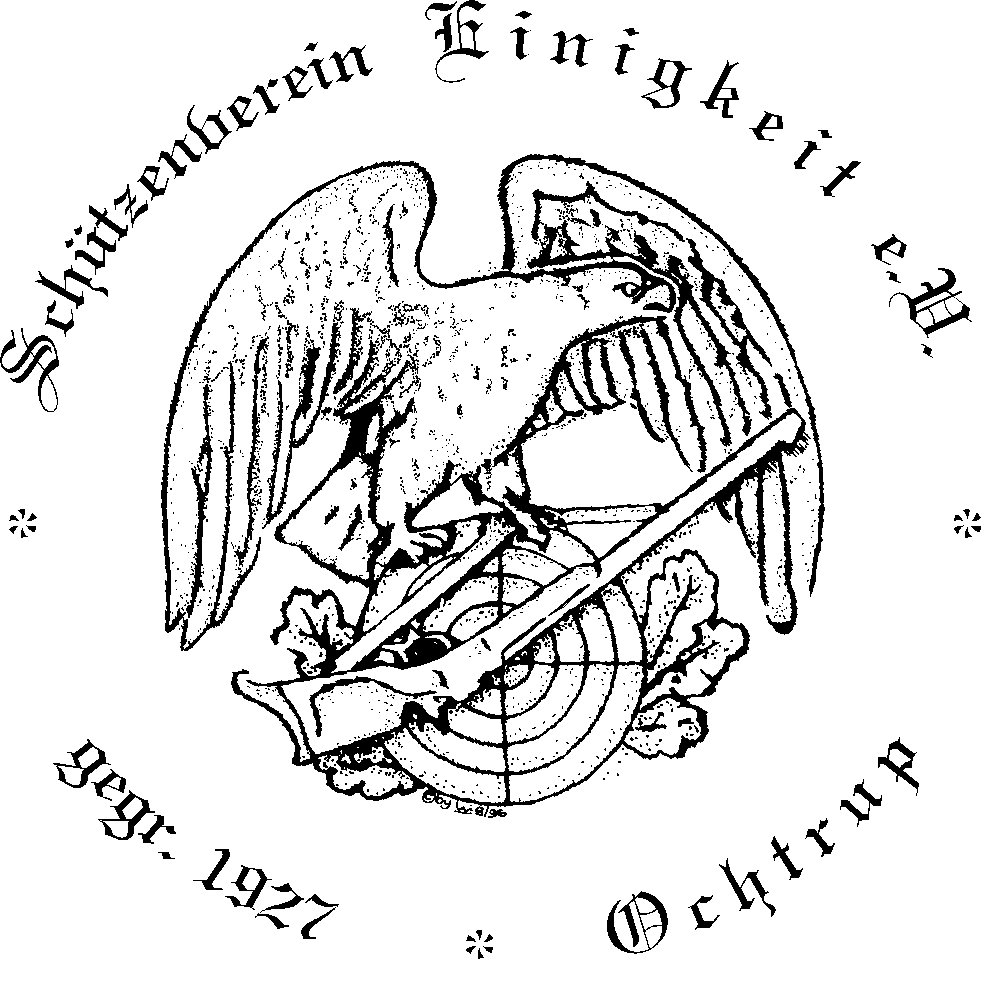 Schützenverein Einigkeit e.V.
gegr. 1927 * Ochtrup